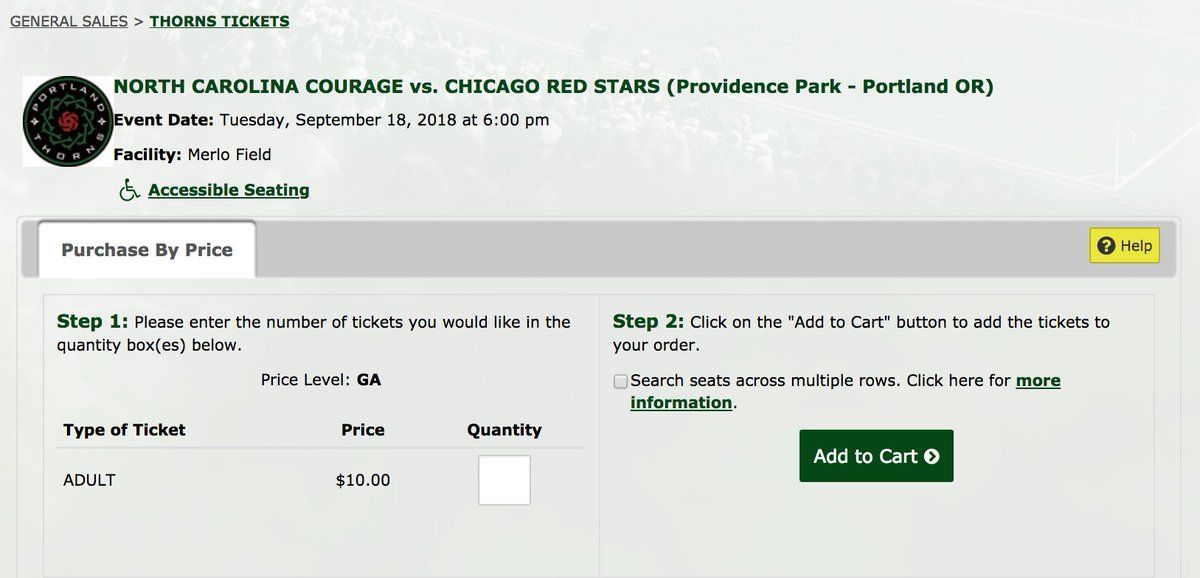 GENERAL SALES > THORNS TICKETS
PORTLAND THORNS
NORTH CAROLINA COURAGE vs. CHICAGO RED STARS (Providence Park - Portland OR)
Event Date: Tuesday, September 18, 2018 at 6:00 pm
Facility: Merlo Field
Accessible Seating
Purchase By Price
? Help
Step 1: Please enter the number of tickets you would like in the
quantity box(es) below.
Price Level: GA
Type of Ticket Price Quantity
ADULT $10.00
Step 2: Click on the "Add to Cart" button to add the tickets to
your order.
Search seats across multiple rows. Click here for more
information.
Add to Cart